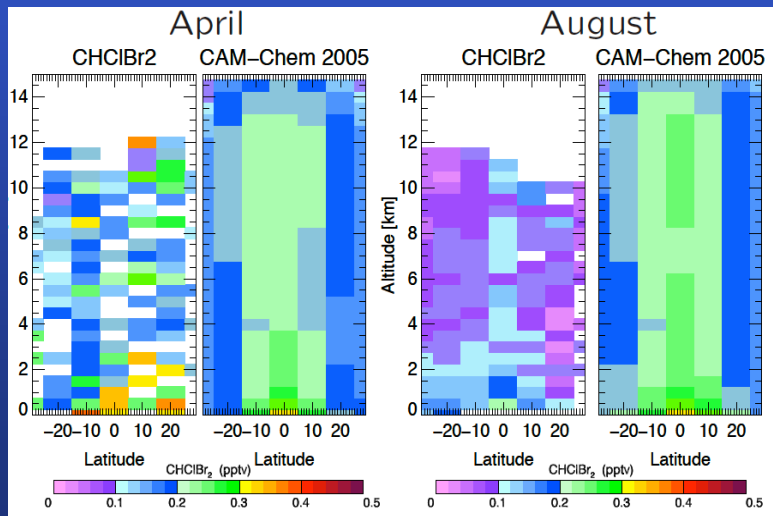 April
August
CHClBr2
CAM-Chem 2005
CHClBr2
CAM-Chem 2005
14
12
10
8
6
4
2
0
-20-10 0 10 20
-20-10 0 10 20
Latitude
Latitude
CHClBr2 (pptv)
0 0.1 0.2 0.3 0.4 0.5
Altitude [km]
14
12
10
8
6
4
2
0
-20-10 0 10 20
-20-10 0 10 20
Latitude
Latitude
CHClBr2 (pptv)
0 0.1 0.2 0.3 0.4 0.5